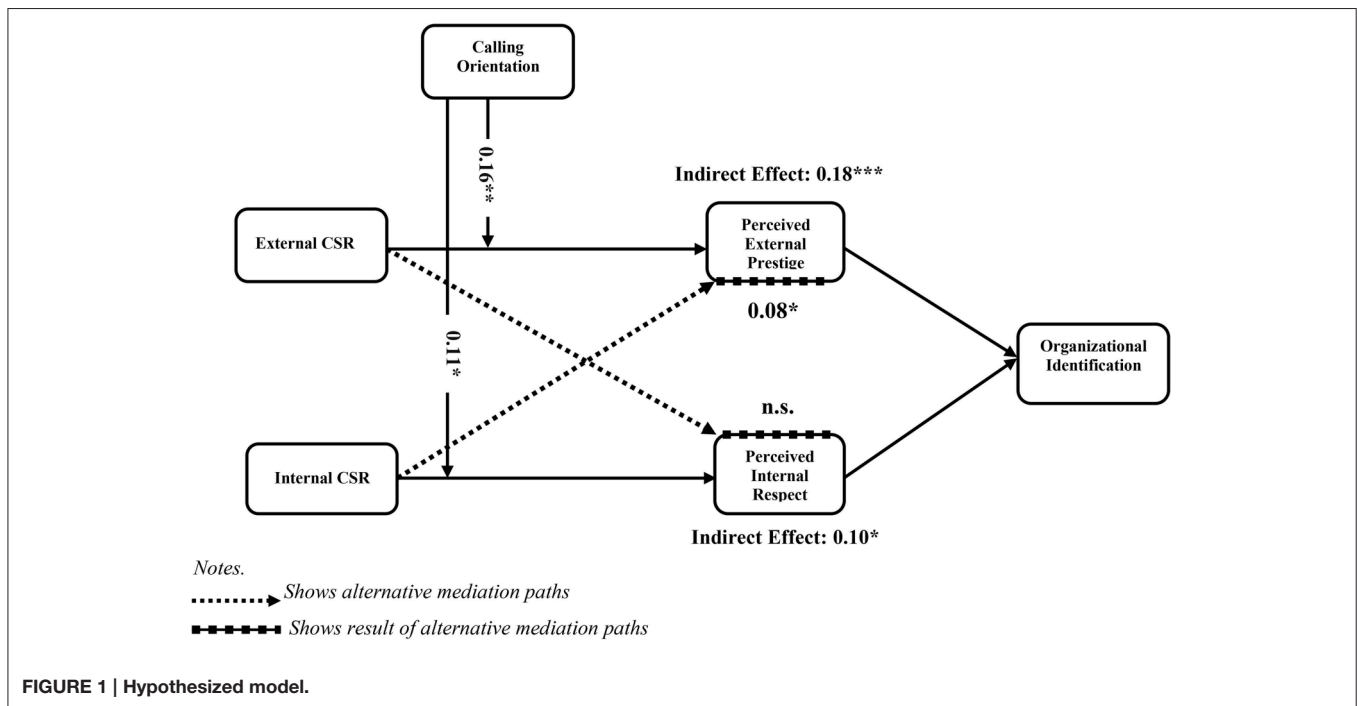 Calling
Orientation
0.16**
Indirect Effect: 0.18***
External CSR
Perceived
External
Prestige
0.08*
0.11*
Organizational
Identification
n.s.
Internal CSR
Perceived
Internal
Respect
Indirect Effect: 0.10*
Notes.
Shows alternative mediation paths
Shows result of alternative mediation paths
FIGURE 1 | Hypothesized model.